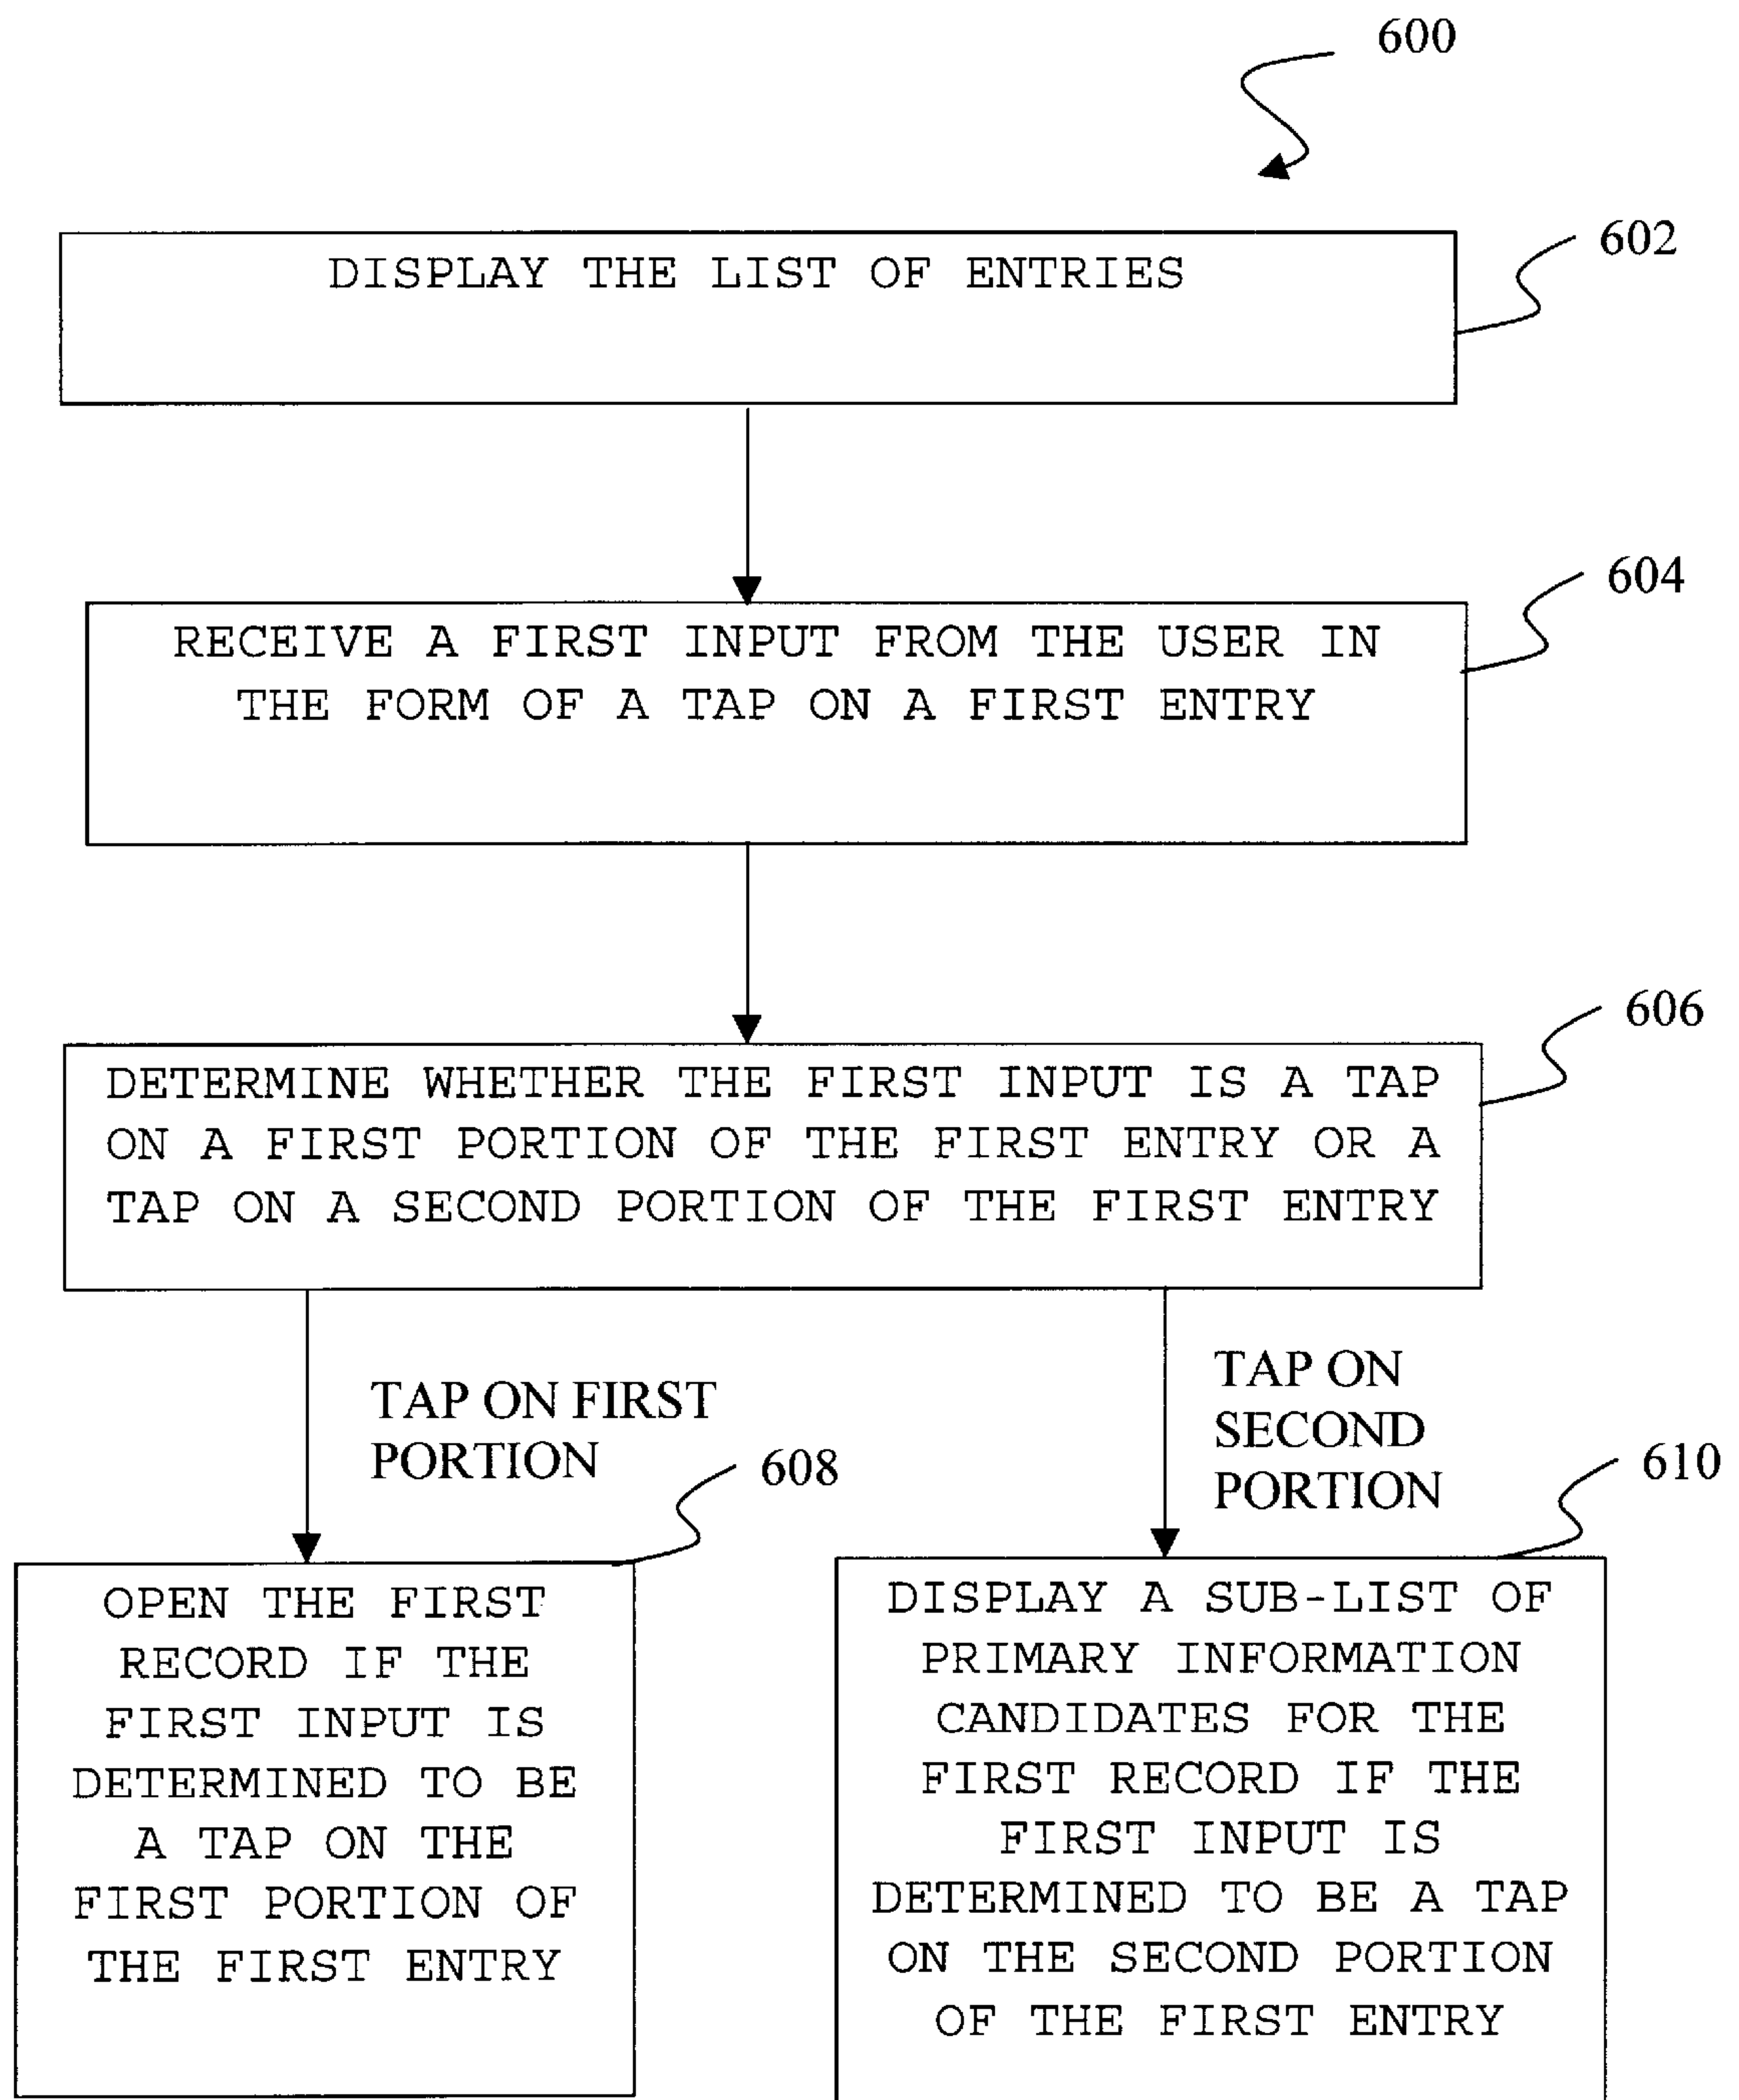 600
602
DISPLAY THE LIST OF ENTRIES
604
RECEIVE A FIRST INPUT FROM THE USER IN
THE FORM OF A TAP ON A FIRST ENTRY
606
DETERMINE WHETHER THE FIRST INPUT IS A TAP
ON A FIRST PORTION OF THE FIRST ENTRY OR A
TAP ON A SECOND PORTION OF THE FIRST ENTRY
TAP ON FIRST
PORTION
608
TAP ON
SECOND
PORTION
610
OPEN THE FIRST
RECORD IF THE
FIRST INPUT IS
DETERMINED TO BE
A TAP ON THE
FIRST PORTION OF
THE FIRST ENTRY
DISPLAY A SUB-LIST OF
PRIMARY INFORMATION
CANDIDATES FOR THE
FIRST RECORD IF THE
FIRST INPUT IS
DETERMINED TO BE A TAP
ON THE SECOND PORTION
OF THE FIRST ENTRY